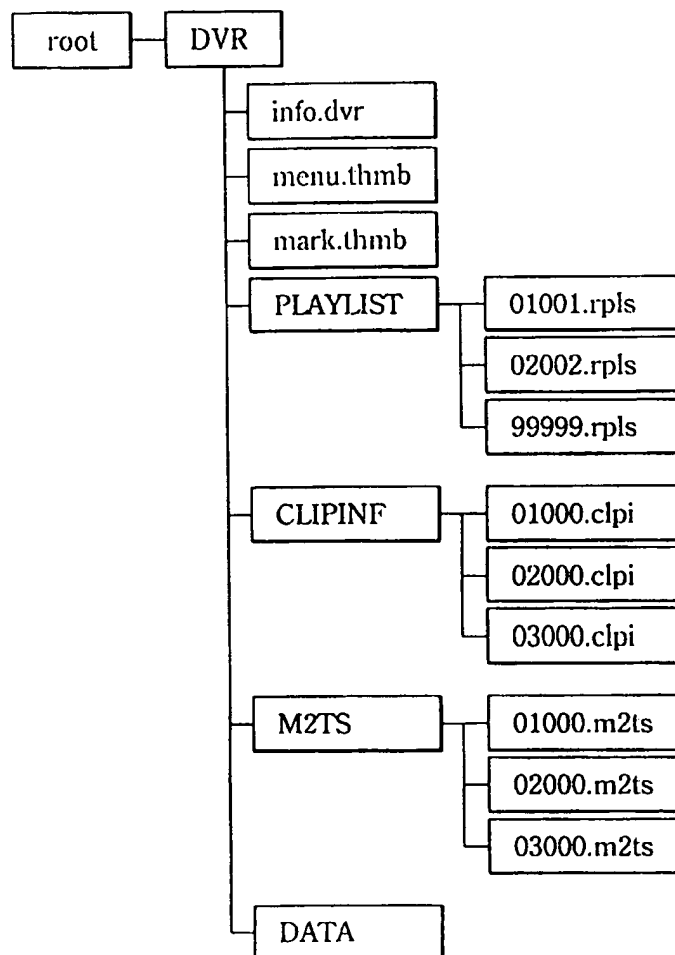 root
DVR
info.dvr
menu.thmb
mark.thmb
PLAYLIST
01001.rpls
02002.rpls
99999.rpls
CLIPINF
01000.clpi
02000.clpi
03000.clpi
M2TS
01000.m2ts
02000.m2ts
03000.m2ts
DATA